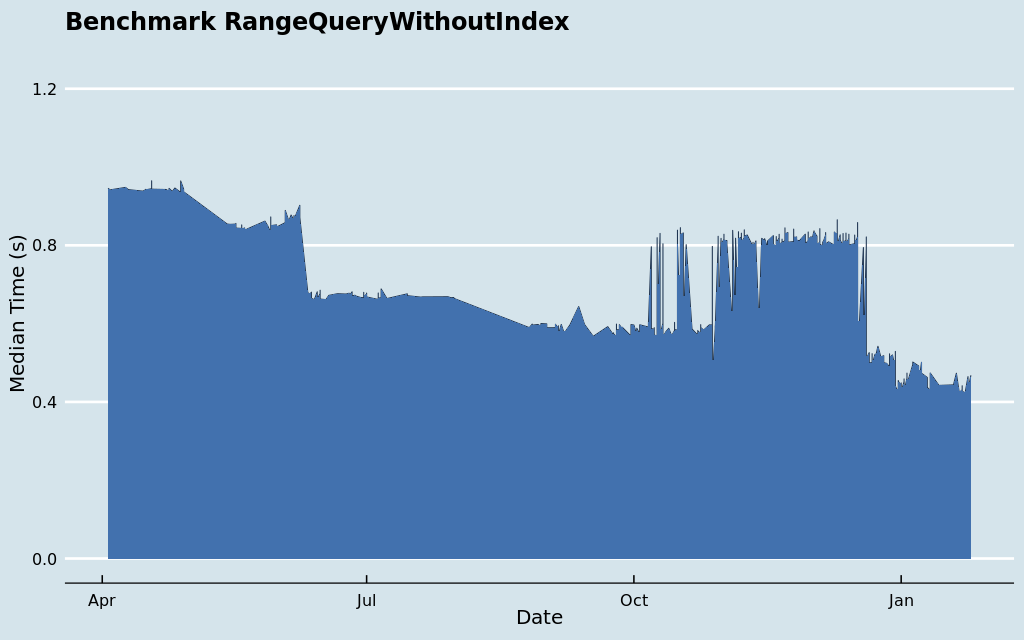 Benchmark RangeQueryWithoutIndex
Median Time (s)
1.2
0.8
0.4
0.0
Apr
Jul
Oct
Jan
Date